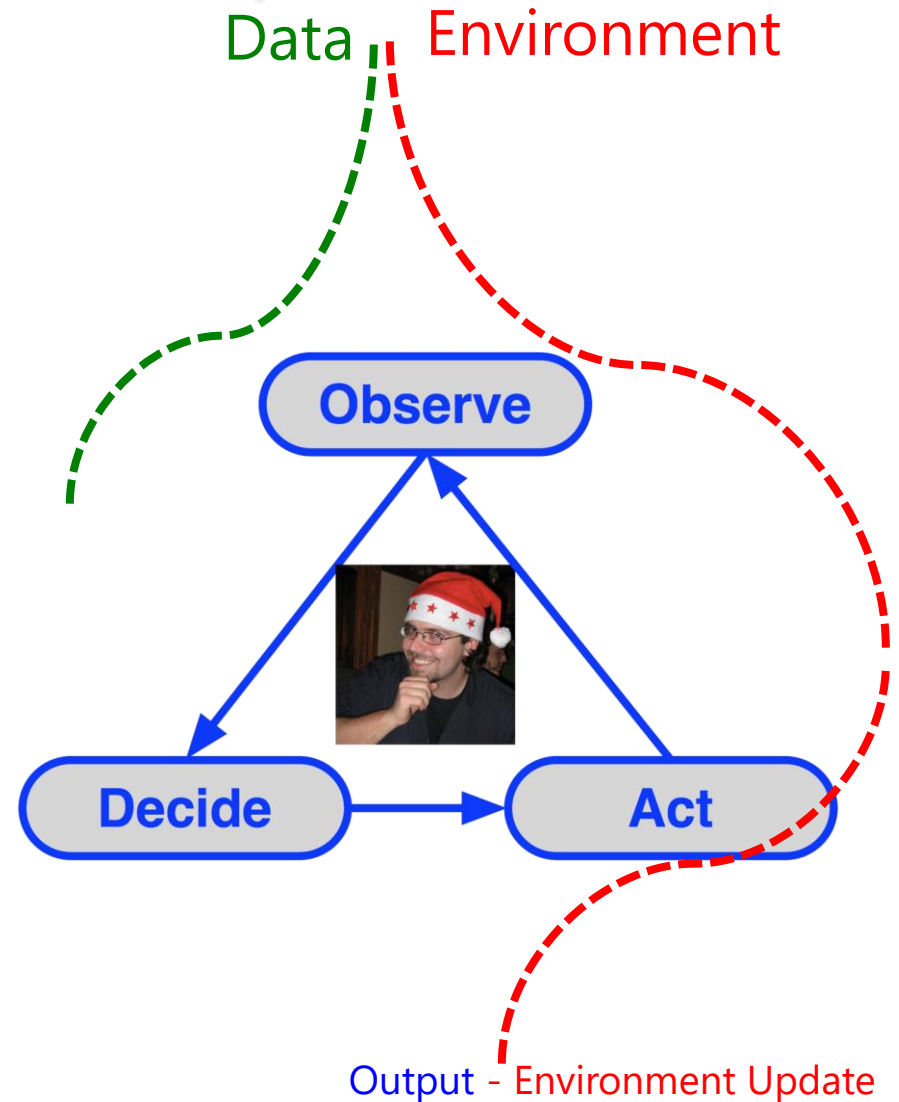 Data Environment
Observe
Decide Act
Output - Environment Update